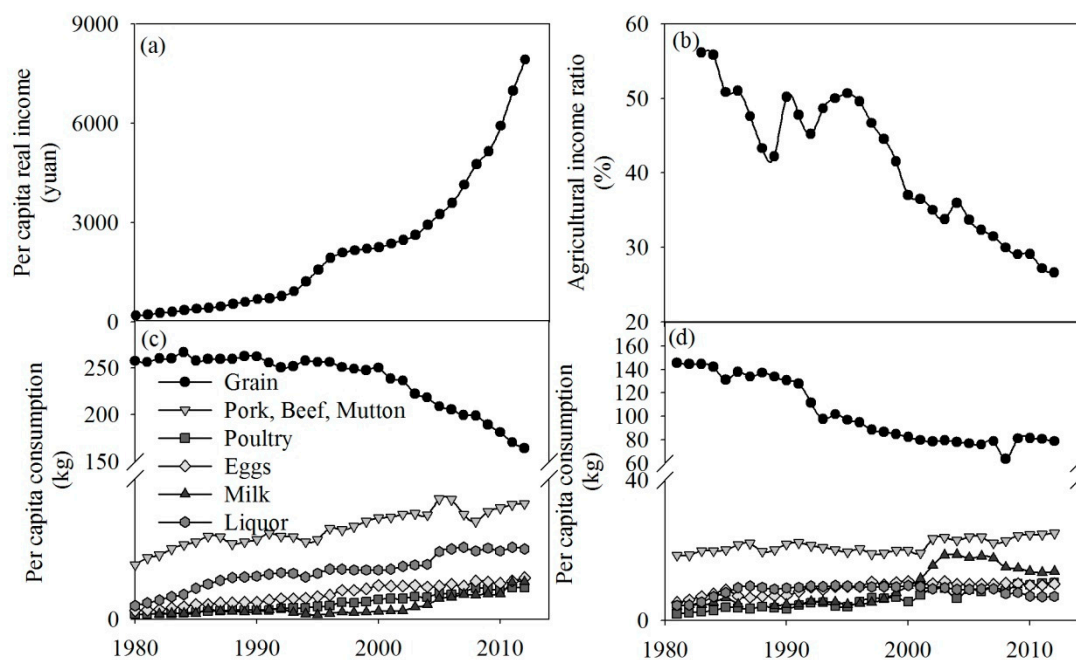 (a)
Per capita real income
(yuan)
9000
6000
3000
0
(b)
Agricultural income ratio
(%)
60
50
40
30
20
(c)
Per capita consumption
(kg)
250
200
150
0
Grain
Pork, Beef, Mutton
Poultry
Eggs
Milk
Liquor
1980 1990 2000 2010
(d)
Per capita consumption
(kg)
160
140
120
100
80
60
40
0
1980 1990 2000 2010